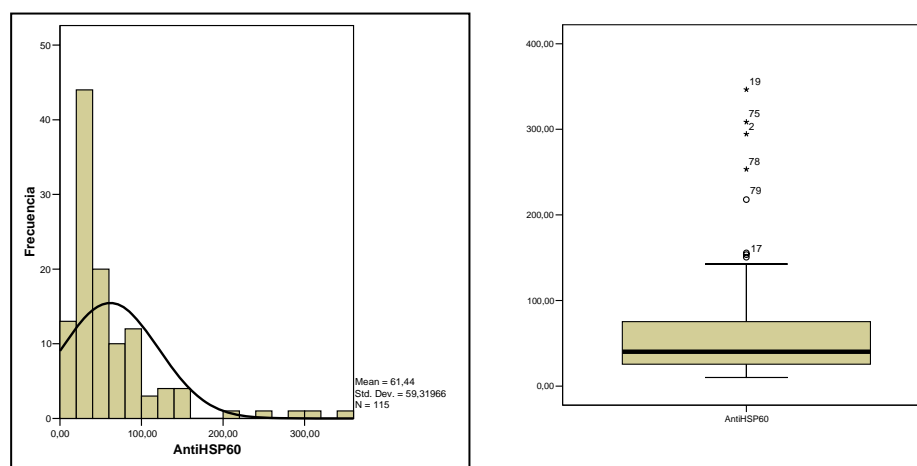 50
40
30
20
10
0
Frecuencia
0,00 100,00 200,00 300,00
AntiHSP60
Mean = 61,44
Std. Dev. = 59,31966
N = 115
400,00
300,00
200,00
100,00
0,00
19
75
2
78
79
17
AntiHSP60